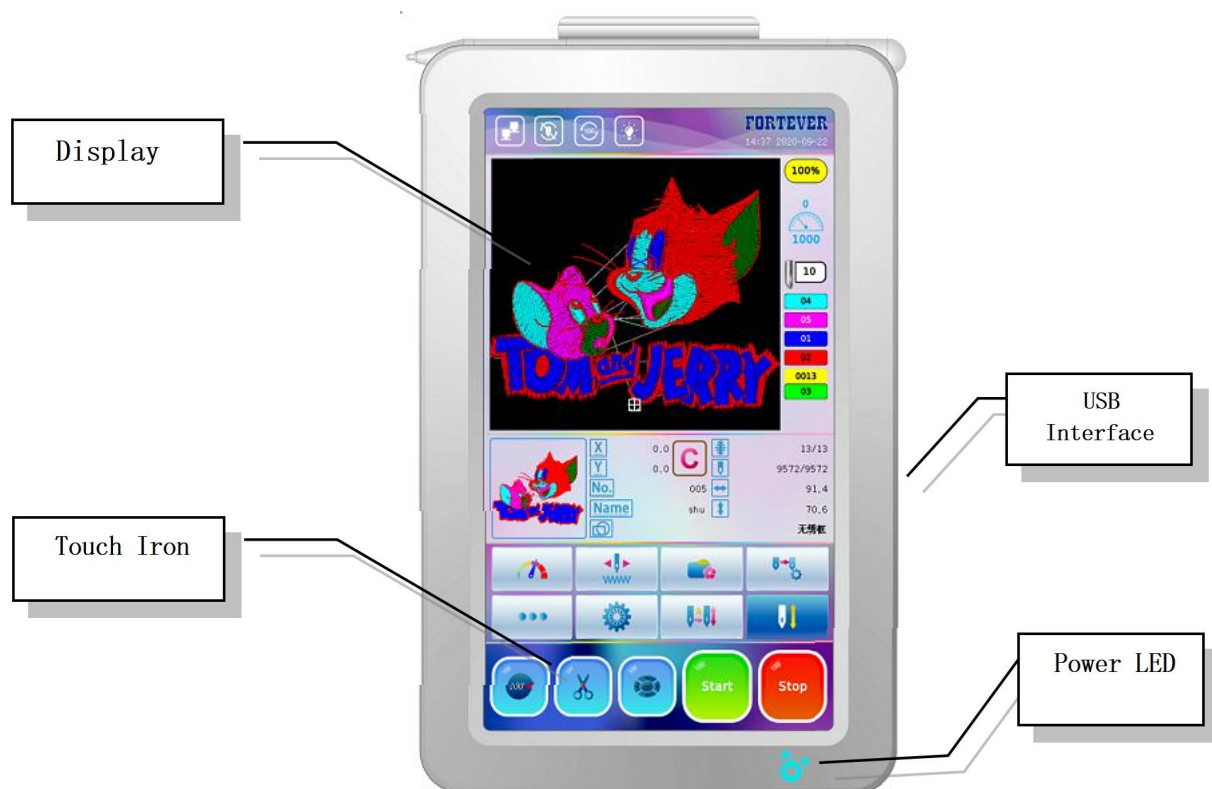 Display
Touch Iron
USB
Interface
Power LED
FORTEVER
14:37 2020-09-22
100
100%
0
1000
10
04
05
01
02
0013
03
TOM and JERRY
X 0.0 C 13/13
Y 0.0 9572/9572
No. 005 91.4
Name shu 70.6
无绣框
Start
Stop